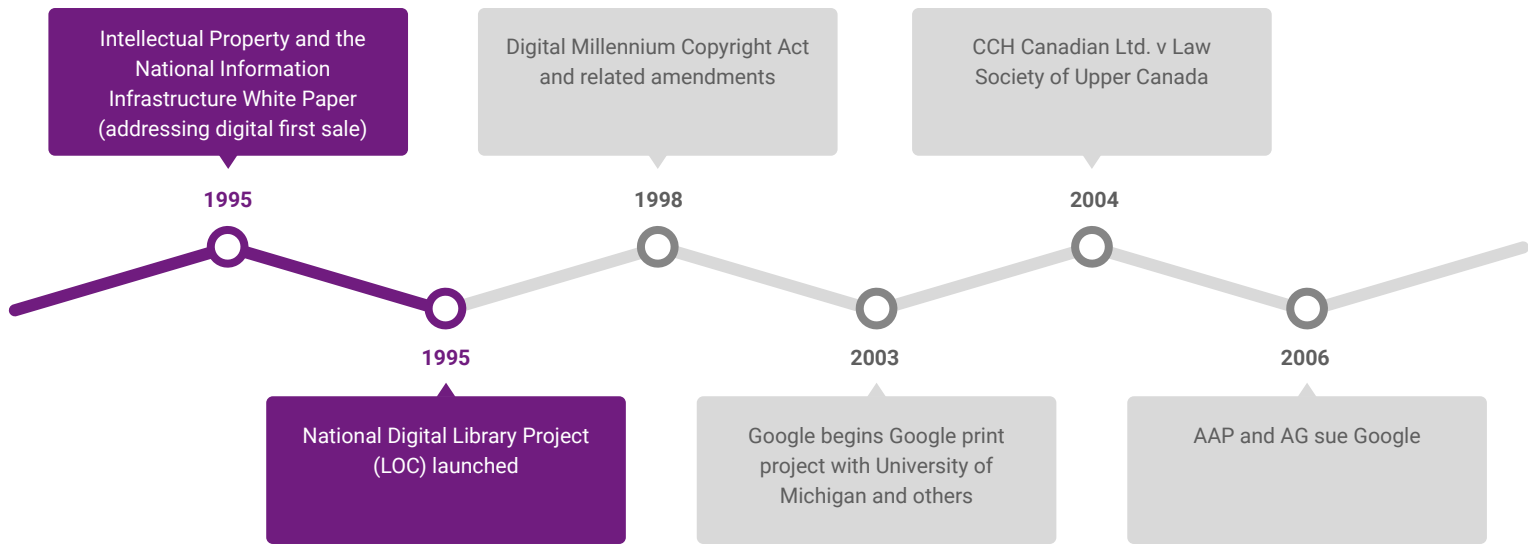 Intellectual Property and the
National Information
Infrastructure White Paper
(addressing digital first sale)
1995
Digital Millennium Copyright Act
and related amendments
1998
CCH Canadian Ltd. v Law
Society of Upper Canada
2004
1995
National Digital Library Project
(LOC) launched
2003
Google begins Google print
project with University of
Michigan and others
2006
AAP and AG sue Google